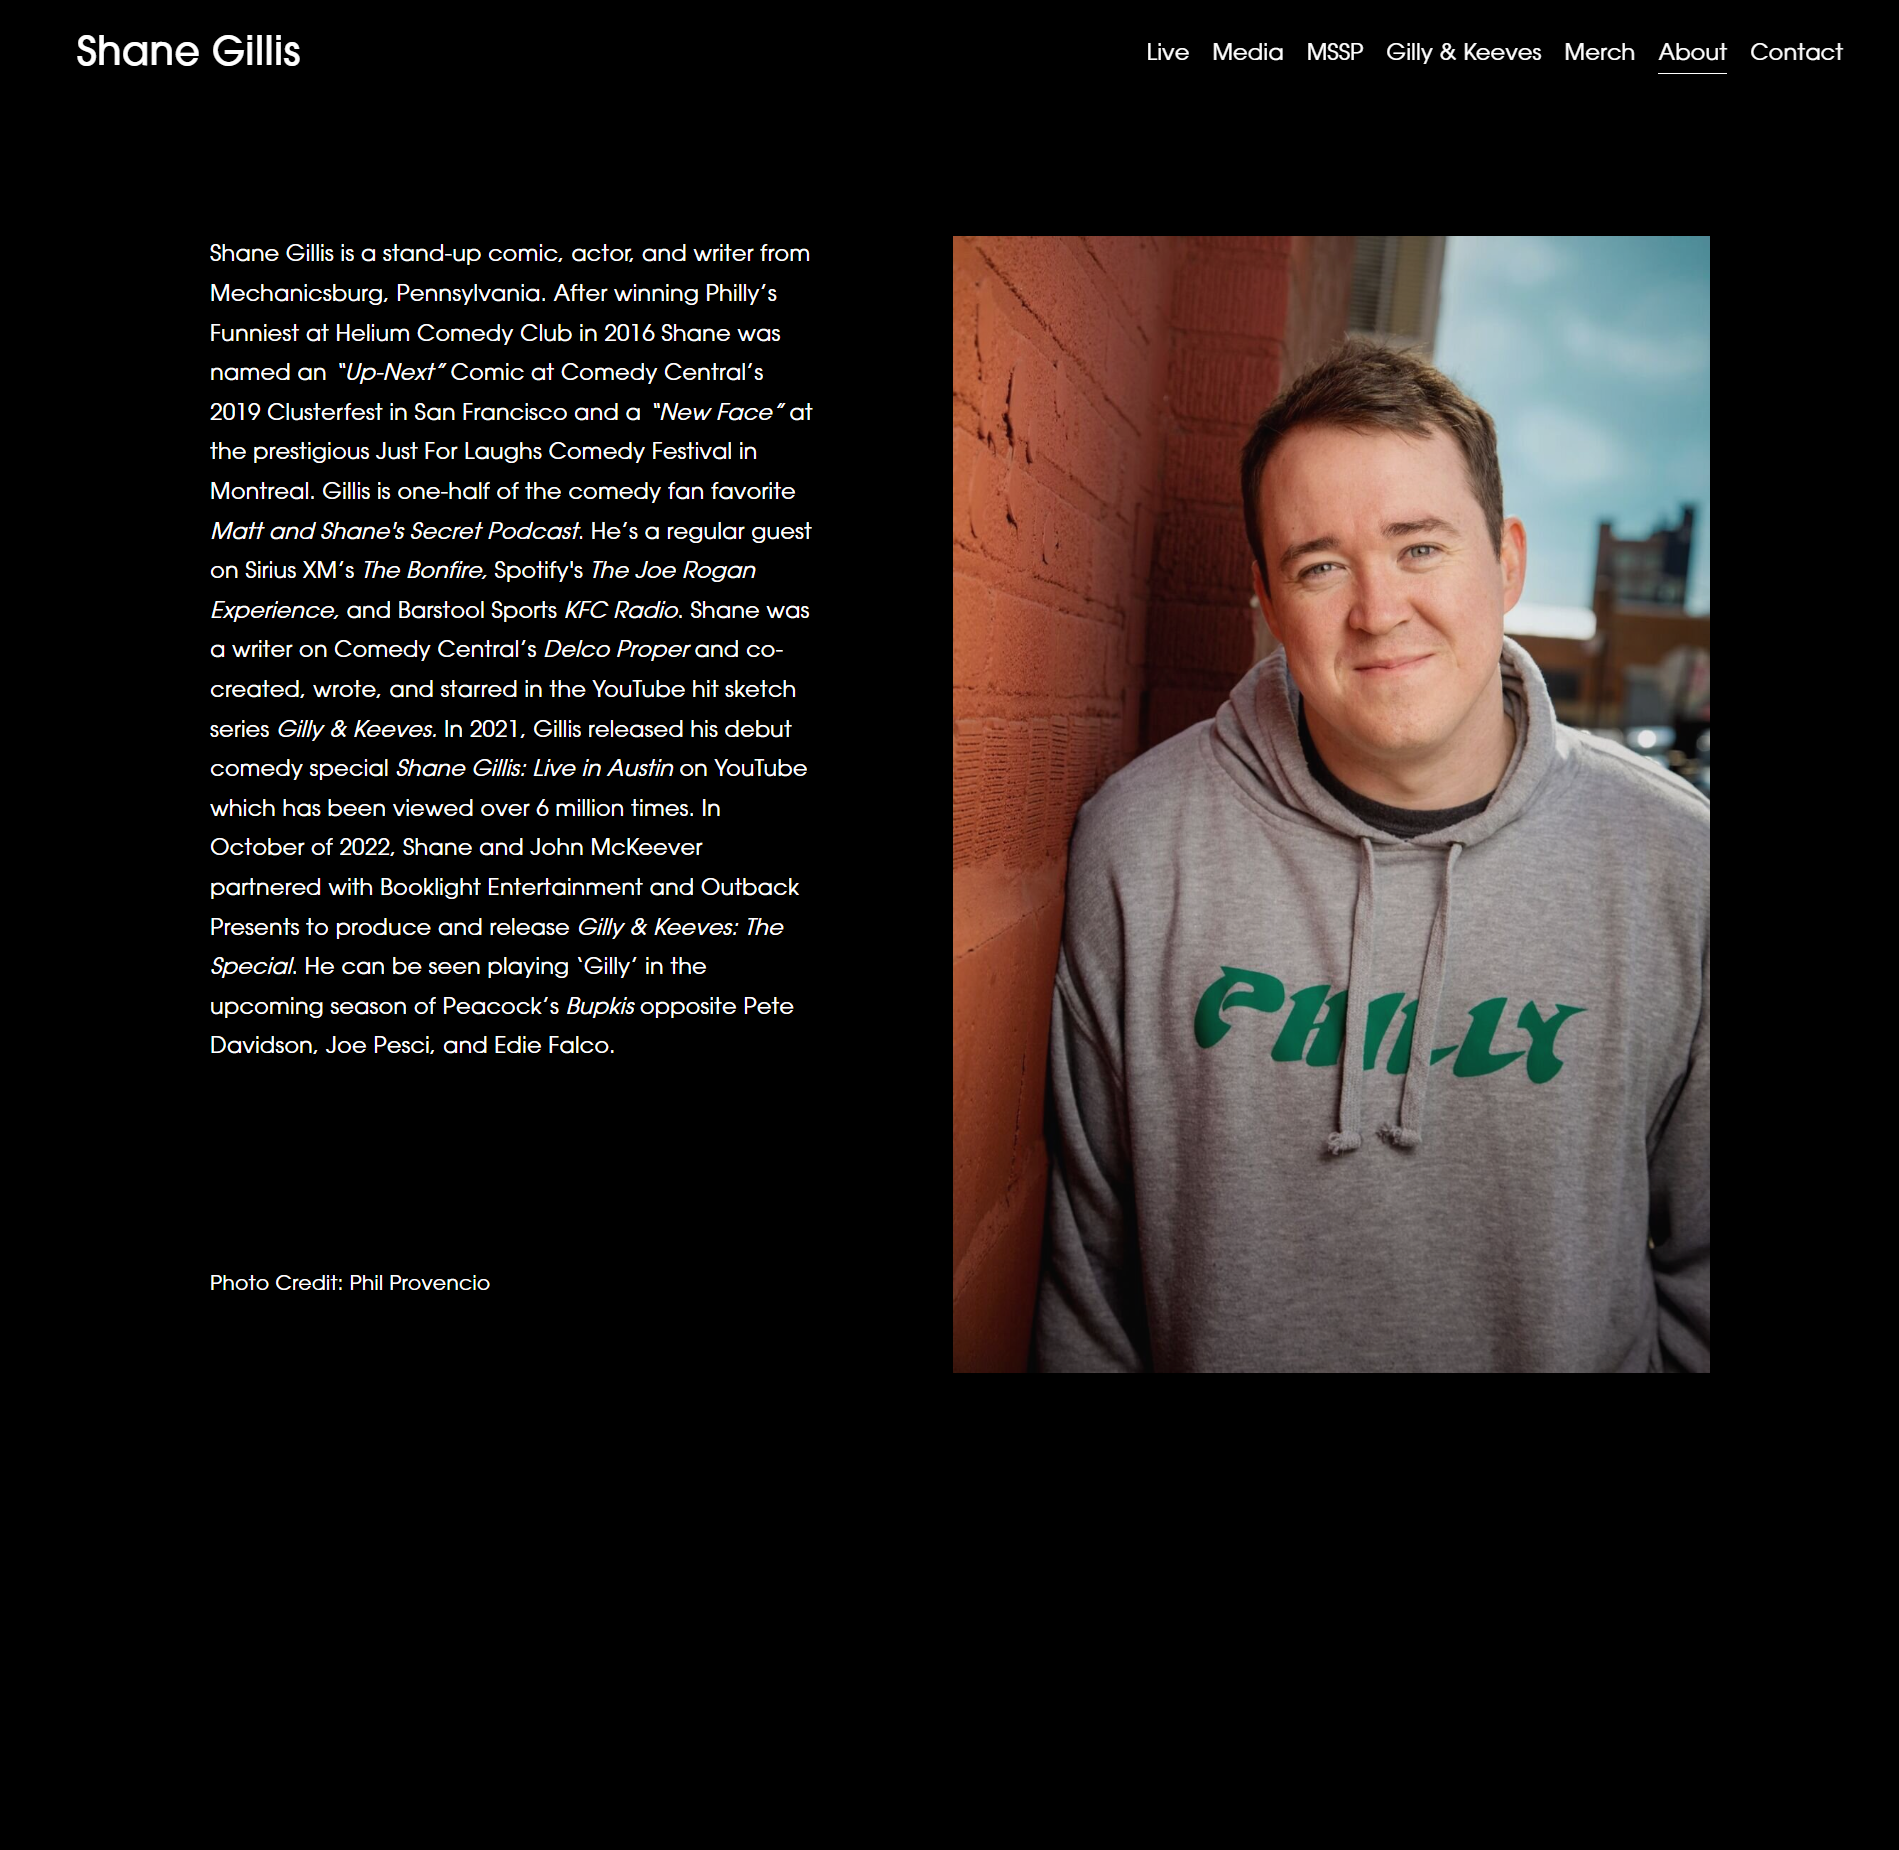 Shane Gillis
Live Media MSSP Gilly & Keeves Merch About Contact
Shane Gillis is a stand-up comic, actor, and writer from
Mechanicsburg, Pennsylvania. After winning Philly’s
Funniest at Helium Comedy Club in 2016 Shane was
named an “Up-Next” Comic at Comedy Central’s
2019 Clusterfest in San Francisco and a “New Face” at
the prestigious Just For Laughs Comedy Festival in
Montreal. Gillis is one-half of the comedy fan favorite
Matt and Shane's Secret Podcast. He’s a regular guest
on Sirius XM’s The Bonfire, Spotify's The Joe Rogan
Experience, and Barstool Sports KFC Radio. Shane was
a writer on Comedy Central’s Delco Proper and co-
created, wrote, and starred in the YouTube hit sketch
series Gilly & Keeves. In 2021, Gillis released his debut
comedy special Shane Gillis: Live in Austin on YouTube
which has been viewed over 6 million times. In
October of 2022, Shane and John McKeever
partnered with Booklight Entertainment and Outback
Presents to produce and release Gilly & Keeves: The
Special. He can be seen playing ‘Gilly’ in the
upcoming season of Peacock’s Bupkis opposite Pete
Davidson, Joe Pesci, and Edie Falco.
Photo Credit: Phil Provencio
PHILLY